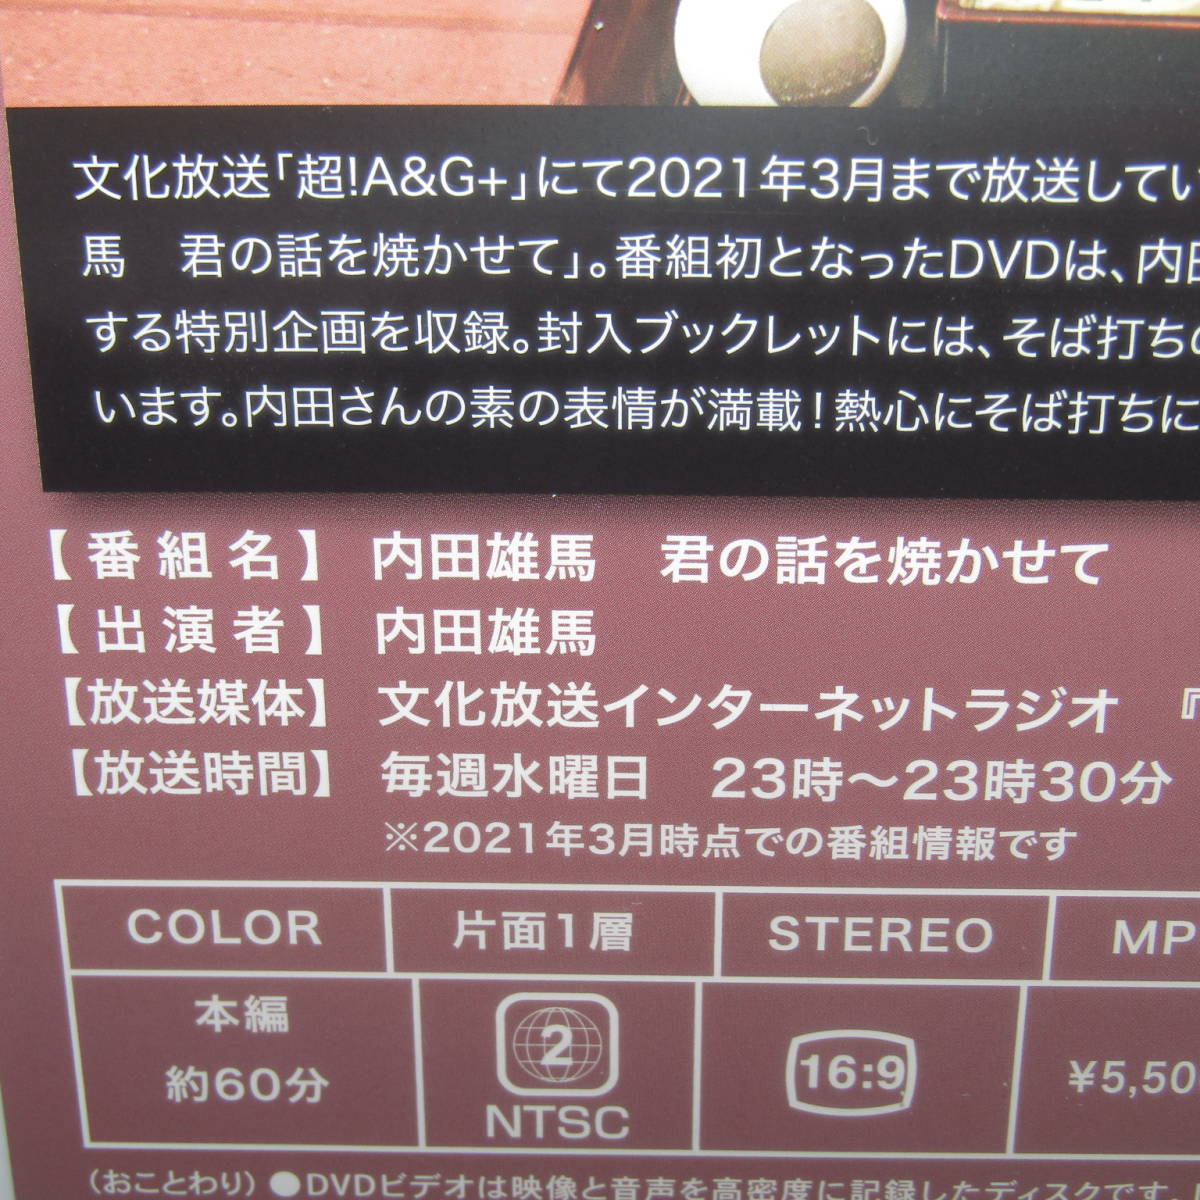 文化放送「超!A&G+」にて2021年3月まで放送してい
馬　君の話を焼かせて」。番組初となったDVDは、内田
する特別企画を収録。封入ブックレットには、そば打ちの
います。内田さんの素の表情が満載！熱心にそば打ちに
【番組名】 内田雄馬　君の話を焼かせて
【出演者】 内田雄馬
【放送媒体】 文化放送インターネットラジオ　『
【放送時間】 毎週水曜日　23時〜23時30分
※2021年3月時点での番組情報です
COLOR 片面1層 STEREO MP
本編
約60分
2
NTSC
16:9
¥5,50
（おことわり）●DVDビデオは映像と音声を高密度に記録したディスクです。